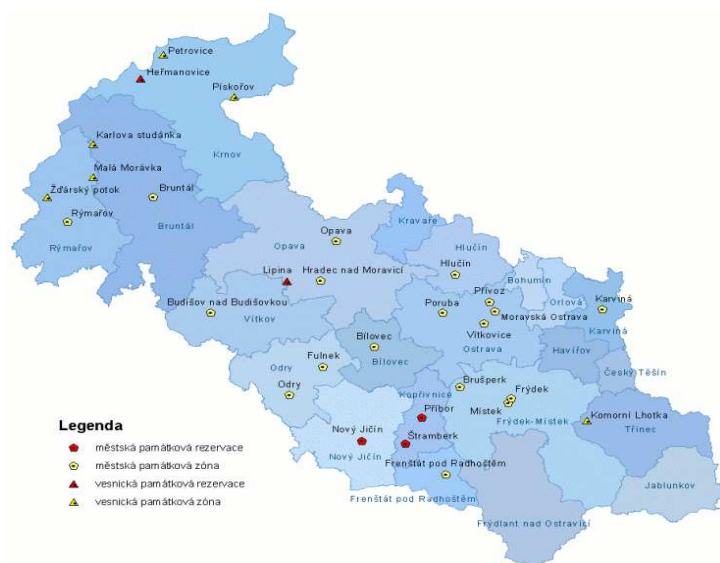 Petrovice
Heřmanovice
Pískořov
Karlova studánka
Krnov
Malá Morávka
Žďárský potok
Bruntál
Rýmařov
Bruntál
Rýmařov
Opava
Kravaře
Opava
Hlučín
Hlučín
Lipina
Hradec nad Moravicí
Bohumín
Budišov nad Budišovkou
Poruba
Přívoz
Orlová
Karviná
Moravská Ostrava
Vítkov
Vítkovice
Karviná
Bílovec
Ostrava
Havířov
Odry
Fulnek
Bílovec
Český Těšín
Odry
Brušperk
Frýdek
Kopřivnice
Příbor
Místek
Komorní Lhotka
Frýdek-Místek
Třinec
Nový Jičín
Štramberk
Nový Jičín
Frenštát pod Radhoštěm
Jablunkov
Frenštát pod Radhoštěm
Frýdlant nad Ostravicí
Legenda
městská památková rezervace
městská památková zóna
vesnická památková rezervace
vesnická památková zóna